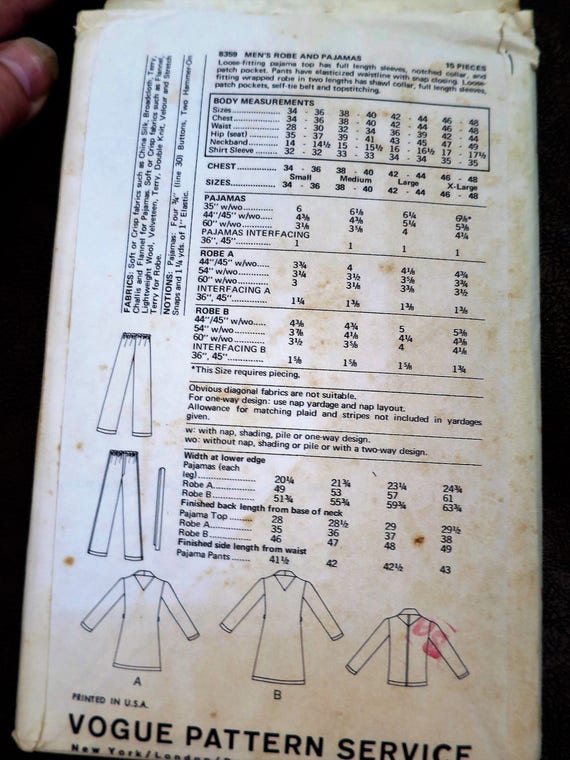 8359 MEN'S ROBE AND PAJAMAS 15 PIECES
Loose-fitting pajama top has full length sleeves, notched collar, and
patch pocket. Pants have elasticized waistline with snap closing. Loose-
fitting wrapped robe in two lengths has shawl collar, full length sleeves,
patch pockets, self-tie belt and topstitching.
BODY MEASUREMENTS
Sizes 34 - 36 38 - 40 42 - 44 46 - 48
Chest 34 - 36 38 - 40 42 - 44 46 - 48
Waist 28 - 30 32 - 34 36 - 39 42 - 44
Hip (seat) 35 - 37 39 - 41 43 - 45 47 - 49
Neckband 14 - 14½ 15 - 15½ 16 - 16½ 17 - 17½
Shirt Sleeve 32 - 32 33 - 33 34 - 34 35 - 35
CHEST 34 - 36 38 - 40 42 - 44 46 - 48
Small Medium Large X-Large
SIZES 34 - 36 38 - 40 42 - 44 46 - 48
PAJAMAS
35" w/wo 6 6⅛ 6¼ 6⅞*
44"/45" w/wo 4⅜ 4⅜ 5¼ 5⅜
60" w/wo 3⅛ 3⅝ 4 4¼
PAJAMA INTERFACING
36", 45" 1 1 1 1
ROBE A
44"/45" w/wo 3¾ 4 4⅛ 4¾
54" w/wo 3¼ 3½ 3⅝ 3¾
60" w/wo 3 3⅛ 3⅜ 3½
INTERFACING A
36", 45" 1¼ 1⅜ 1⅜ 1⅜
ROBE B
44"/45" w/wo 4⅜ 4¾ 5 5⅜
54" w/wo 3⅞ 4⅛ 4¼ 4⅜
60" w/wo 3½ 3⅝ 4 4⅛
INTERFACING B
36", 45" 1⅝ 1⅝ 1⅝ 1¾
*This Size requires piecing.
Obvious diagonal fabrics are not suitable.
For one-way design: use nap yardage and nap layout.
Allowance for matching plaid and stripes not included in yardages
given.
w: with nap, shading, pile or one-way design.
wo: without nap, shading or pile or with a two-way design.
Width at lower edge
Pajamas (each
leg) 20¼ 21¾ 23¼ 24¾
Robe A 49 53 57 61
Robe B 51¾ 55¾ 59¾ 63¾
Finished back length from base of neck
Pajama Top 28 28½ 29 29½
Robe A 35 36 37 38
Robe B 46 47 48 49
Finished side length from waist
Pajama Pants 41½ 42 42½ 43
FABRICS: Soft or Crisp fabrics such as China Silk, Broadcloth, Terry,
Challis and Flannel for Pajamas. Soft or Crisp fabrics such as Flannel,
Lightweight Wool, Velveteen, Terry, Double Knit, Velour and Stretch
Terry for Robe.
NOTIONS: Pajamas: Four ¾" (line 30) Buttons, Two Hammer-On
Snaps and 1¼ yds. of 1" Elastic.
A
B
PRINTED IN U.S.A.
VOGUE PATTERN SERVICE
New York/London/